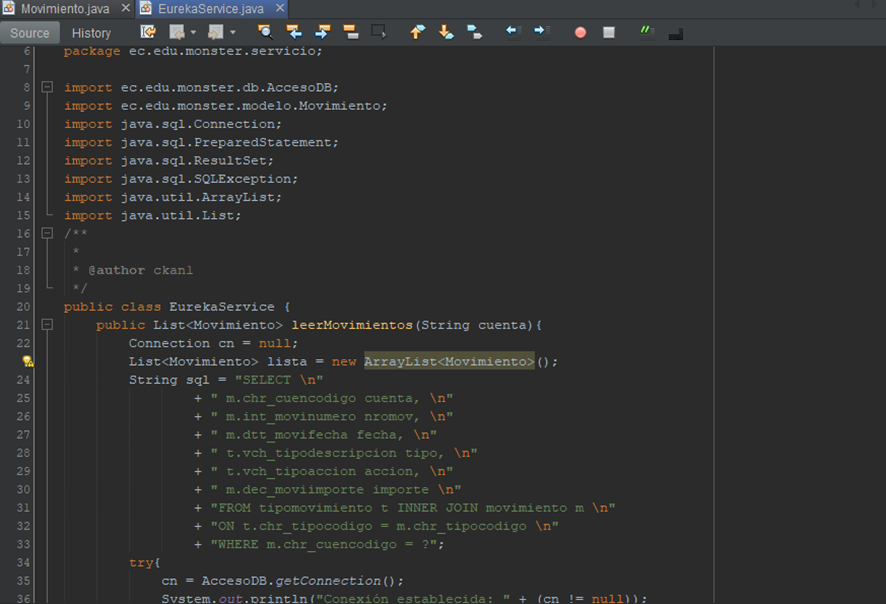 Movimiento.java × EurekaService.java ×
Source History
6 package ec.edu.monster.servicio;
7
8 import ec.edu.monster.db.AccesoDB;
9 import ec.edu.monster.modelo.Movimiento;
10 import java.sql.Connection;
11 import java.sql.PreparedStatement;
12 import java.sql.ResultSet;
13 import java.sql.SQLException;
14 import java.util.ArrayList;
15 import java.util.List;
16 /**
17 *
18 * @author ckanl
19 */
20 public class EurekaService {
21 public List<Movimiento> leerMovimientos(String cuenta){
22 Connection cn = null;
List<Movimiento> lista = new ArrayList<Movimiento>();
24 String sql = "SELECT \n"
25 + " m.chr_cuencodigo cuenta, \n"
26 + " m.int_movinumero nromov, \n"
27 + " m.dtt_movifecha fecha, \n"
28 + " t.vch_tipodescripcion tipo, \n"
29 + " t.vch_tipoaccion accion, \n"
30 + " m.dec_moviimporte importe \n"
31 + "FROM tipomovimiento t INNER JOIN movimiento m \n"
32 + "ON t.chr_tipocodigo = m.chr_tipocodigo \n"
33 + "WHERE m.chr_cuencodigo = ?";
34 try{
35 cn = AccesoDB.getConnection();
36 System.out.println("Conexión establecida: " + (cn != null));